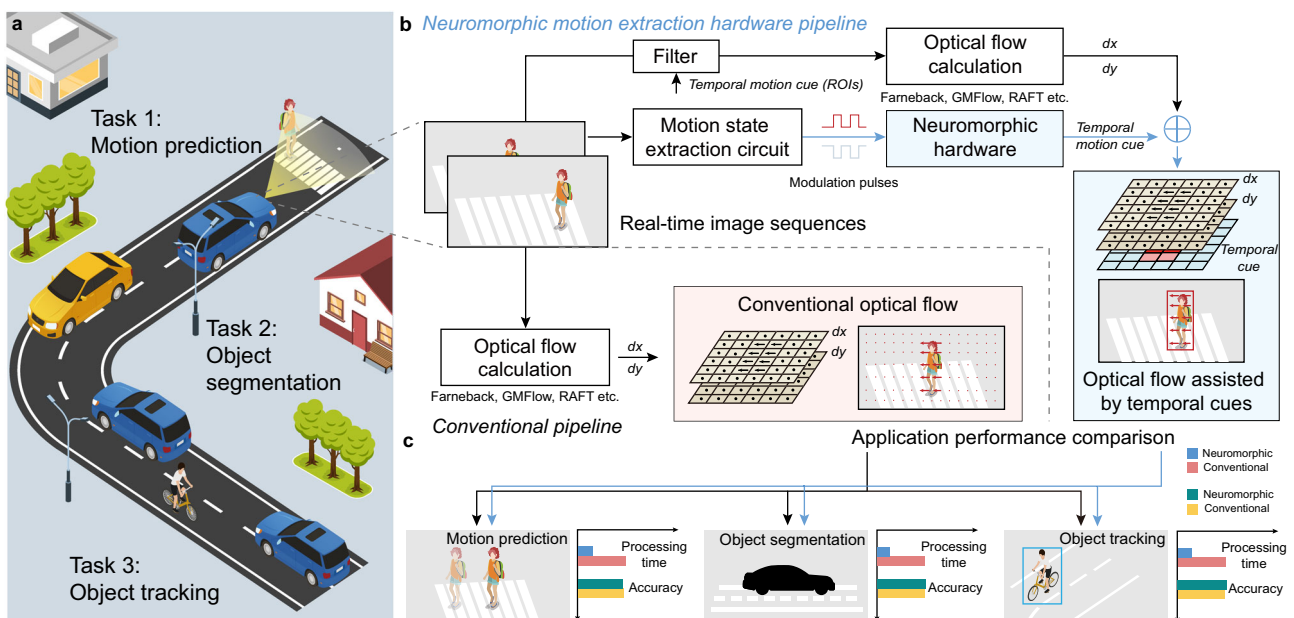 a
Task 1:
Motion prediction
Task 2:
Object
segmentation
Task 3:
Object tracking
b Neuromorphic motion extraction hardware pipeline
Filter
Temporal motion cue (ROIs)
Optical flow
calculation
Farneback, GMFlow, RAFT etc.
dx
dy
Motion state
extraction circuit
Modulation pulses
Neuromorphic
hardware
Temporal
motion cue
Real-time image sequences
dx
dy
Temporal
cue
Optical flow assisted
by temporal cues
Optical flow
calculation
Farneback, GMFlow, RAFT etc.
Conventional pipeline
dx
dy
Conventional optical flow
dx
dy
c
Application performance comparison
Neuromorphic
Conventional
Neuromorphic
Conventional
Motion prediction
Processing
time
Accuracy
Object segmentation
Processing
time
Accuracy
Object tracking
Processing
time
Accuracy